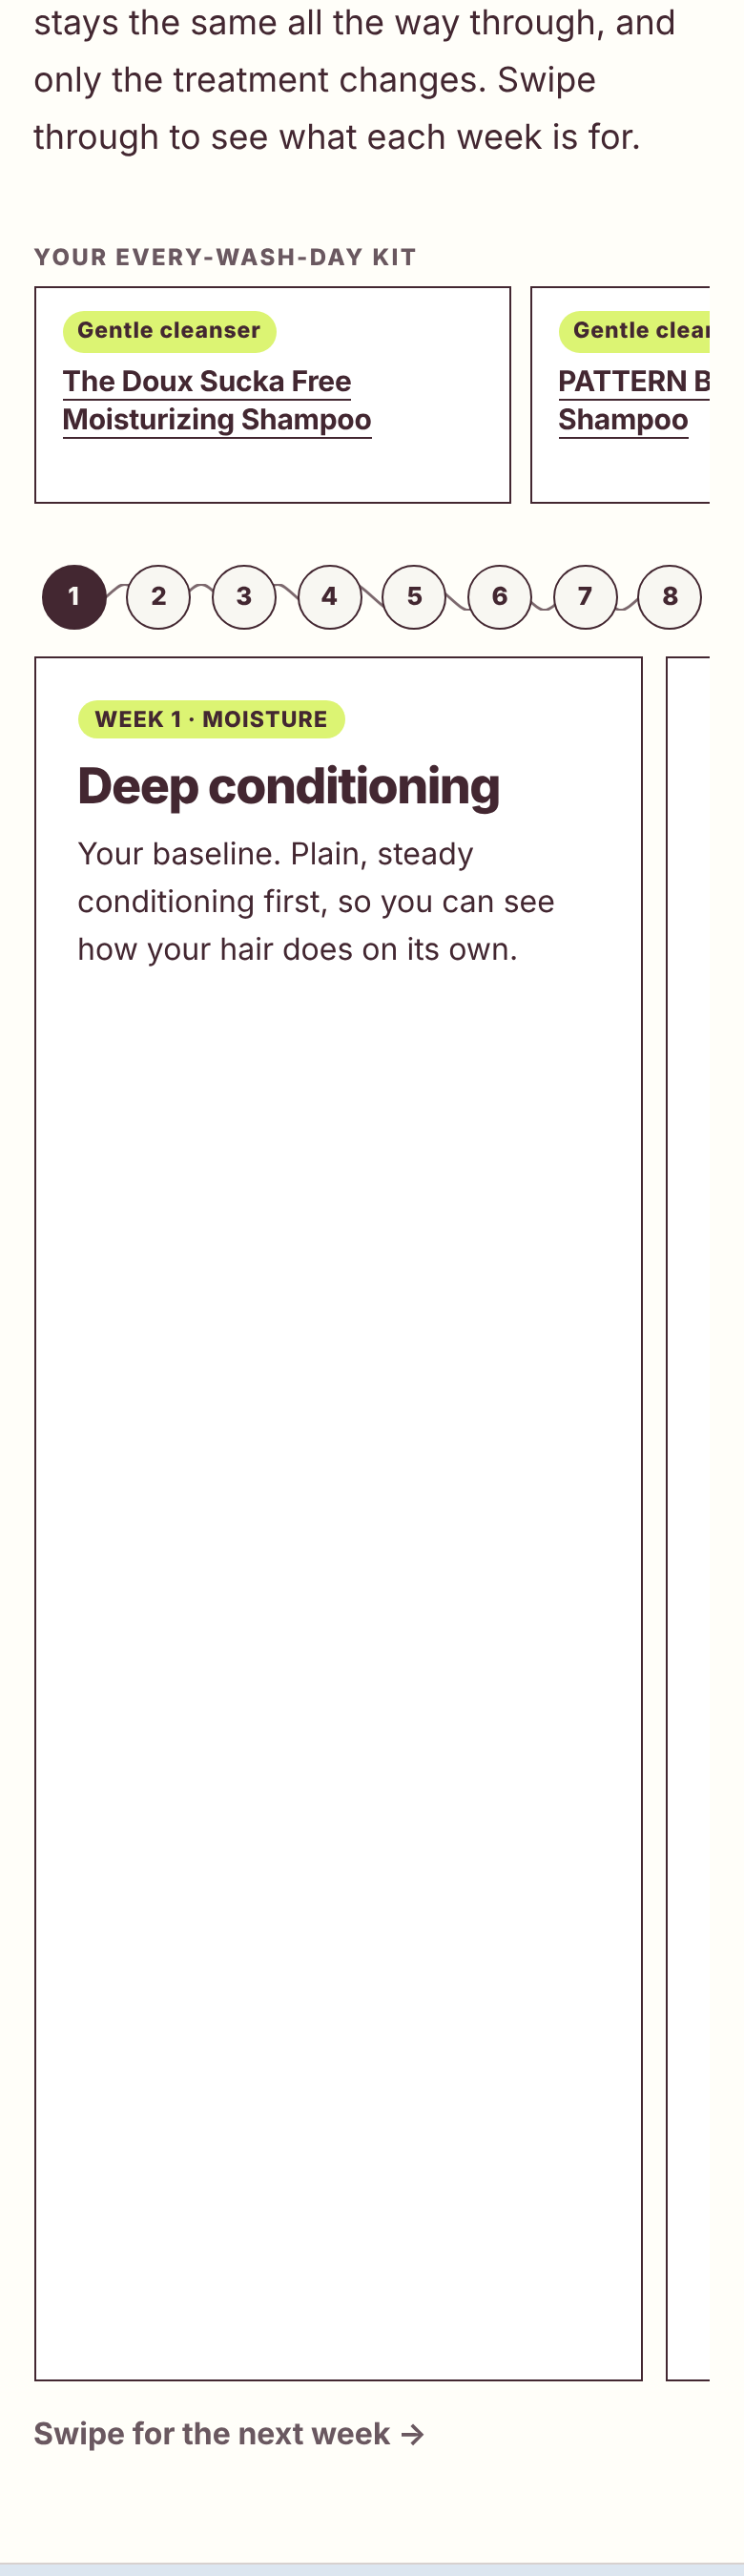 stays the same all the way through, and
only the treatment changes. Swipe
through to see what each week is for.
YOUR EVERY-WASH-DAY KIT
Gentle cleanser
The Doux Sucka Free
Moisturizing Shampoo
Gentle
PATTERN
Shampoo
1 2 3 4 5 6 7 8
WEEK 1 · MOISTURE
Deep conditioning
Your baseline. Plain, steady
conditioning first, so you can see
how your hair does on its own.
Swipe for the next week →